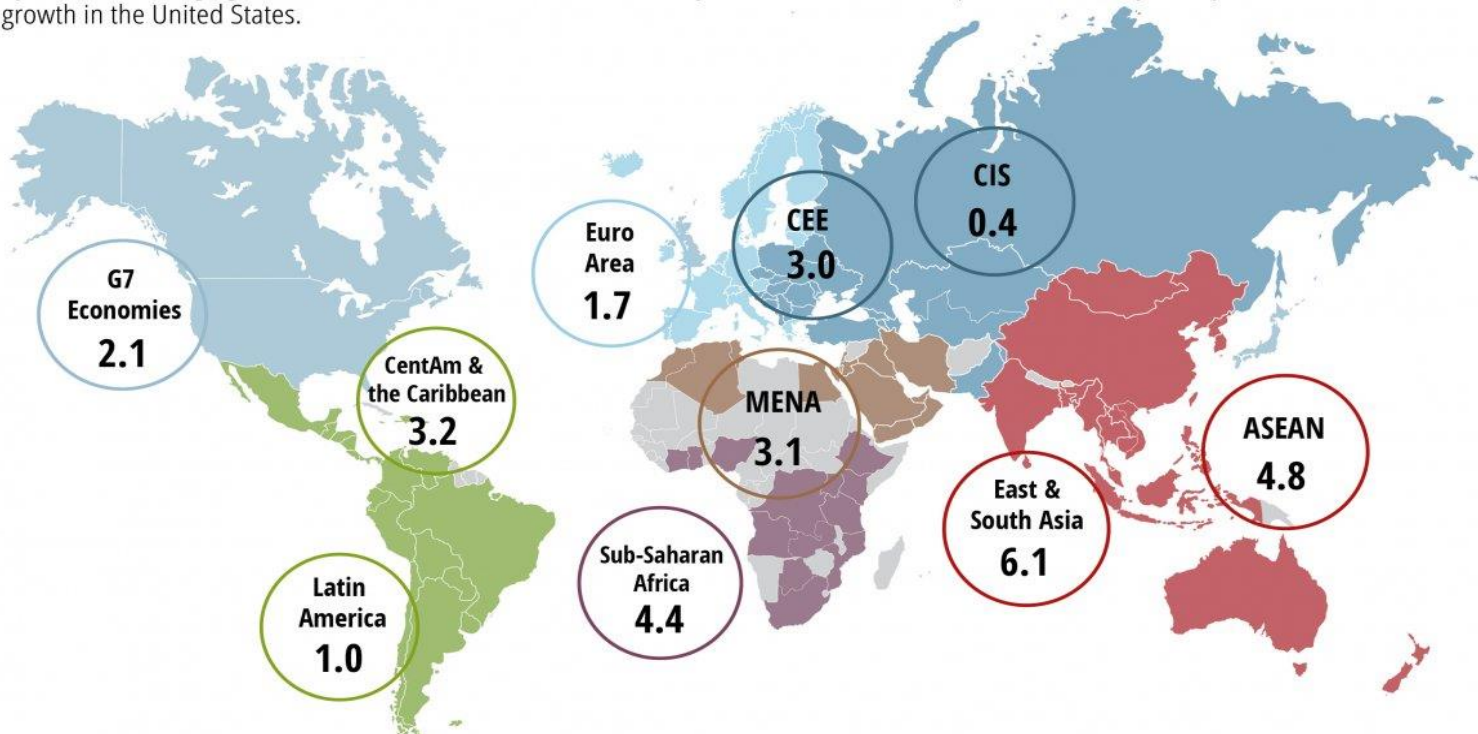 growth in the United States.
G7
Economies
2.1
CentAm &
the Caribbean
3.2
Latin
America
1.0
Euro
Area
1.7
CEE
3.0
CIS
0.4
MENA
3.1
Sub-Saharan
Africa
4.4
East &
South Asia
6.1
ASEAN
4.8